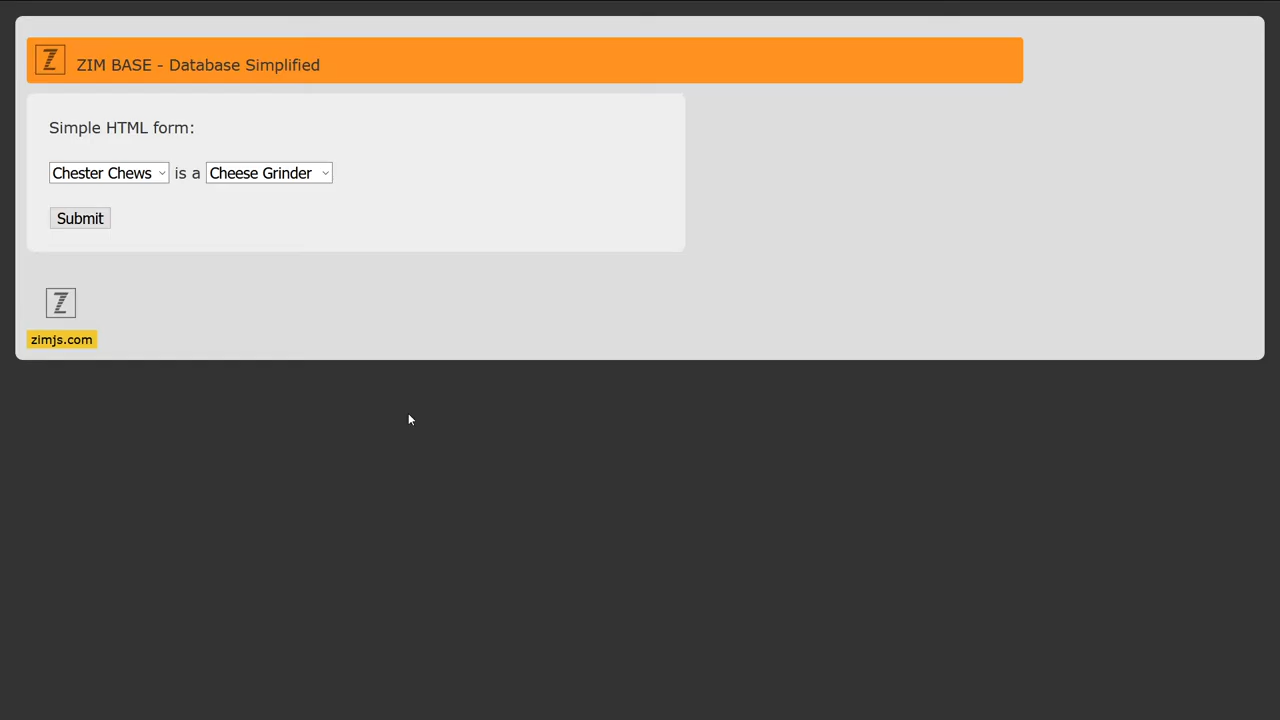 Z ZIM BASE - Database Simplified
Simple HTML form:
Chester Chews is a Cheese Grinder
Submit
Z
zimjs.com